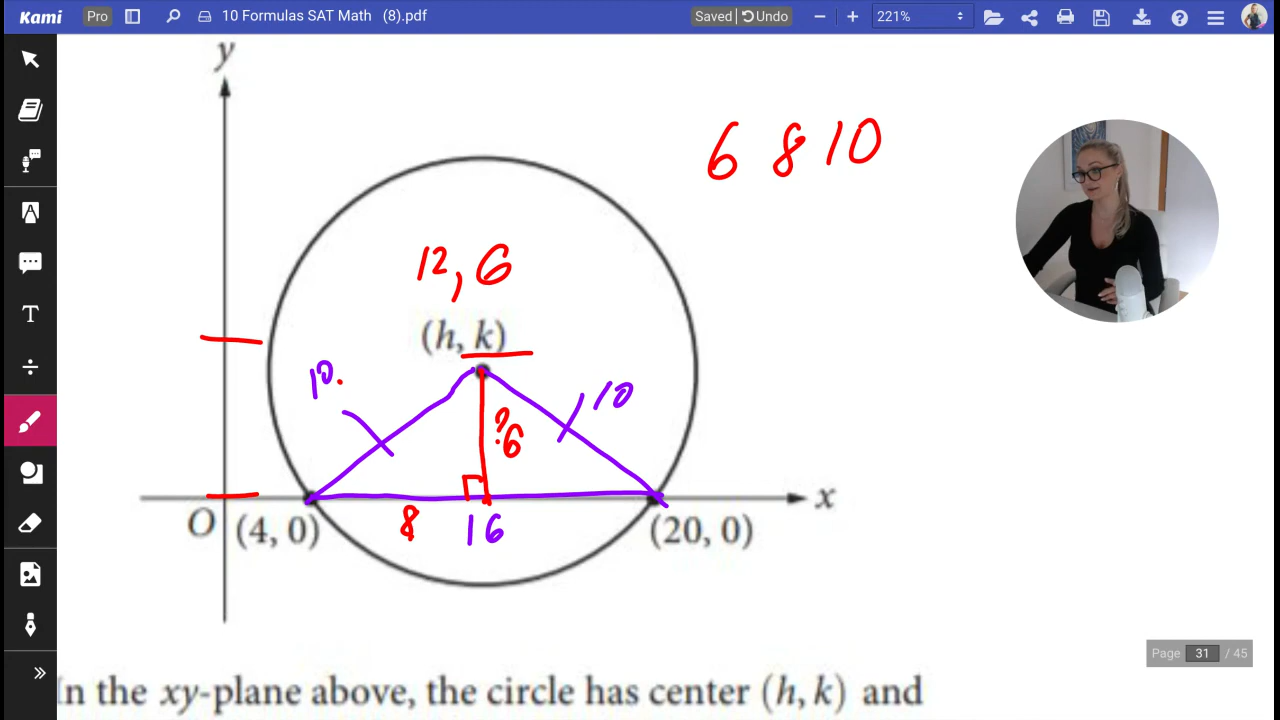 Kami Pro 10 Formulas SAT Math (8).pdf Saved Undo 221%
y
6 8 10
12, 6
(h, k)
10.
10
?6
O (4, 0) 8 16 (20, 0) x
Page 31 / 45
In the xy-plane above, the circle has center (h, k) and